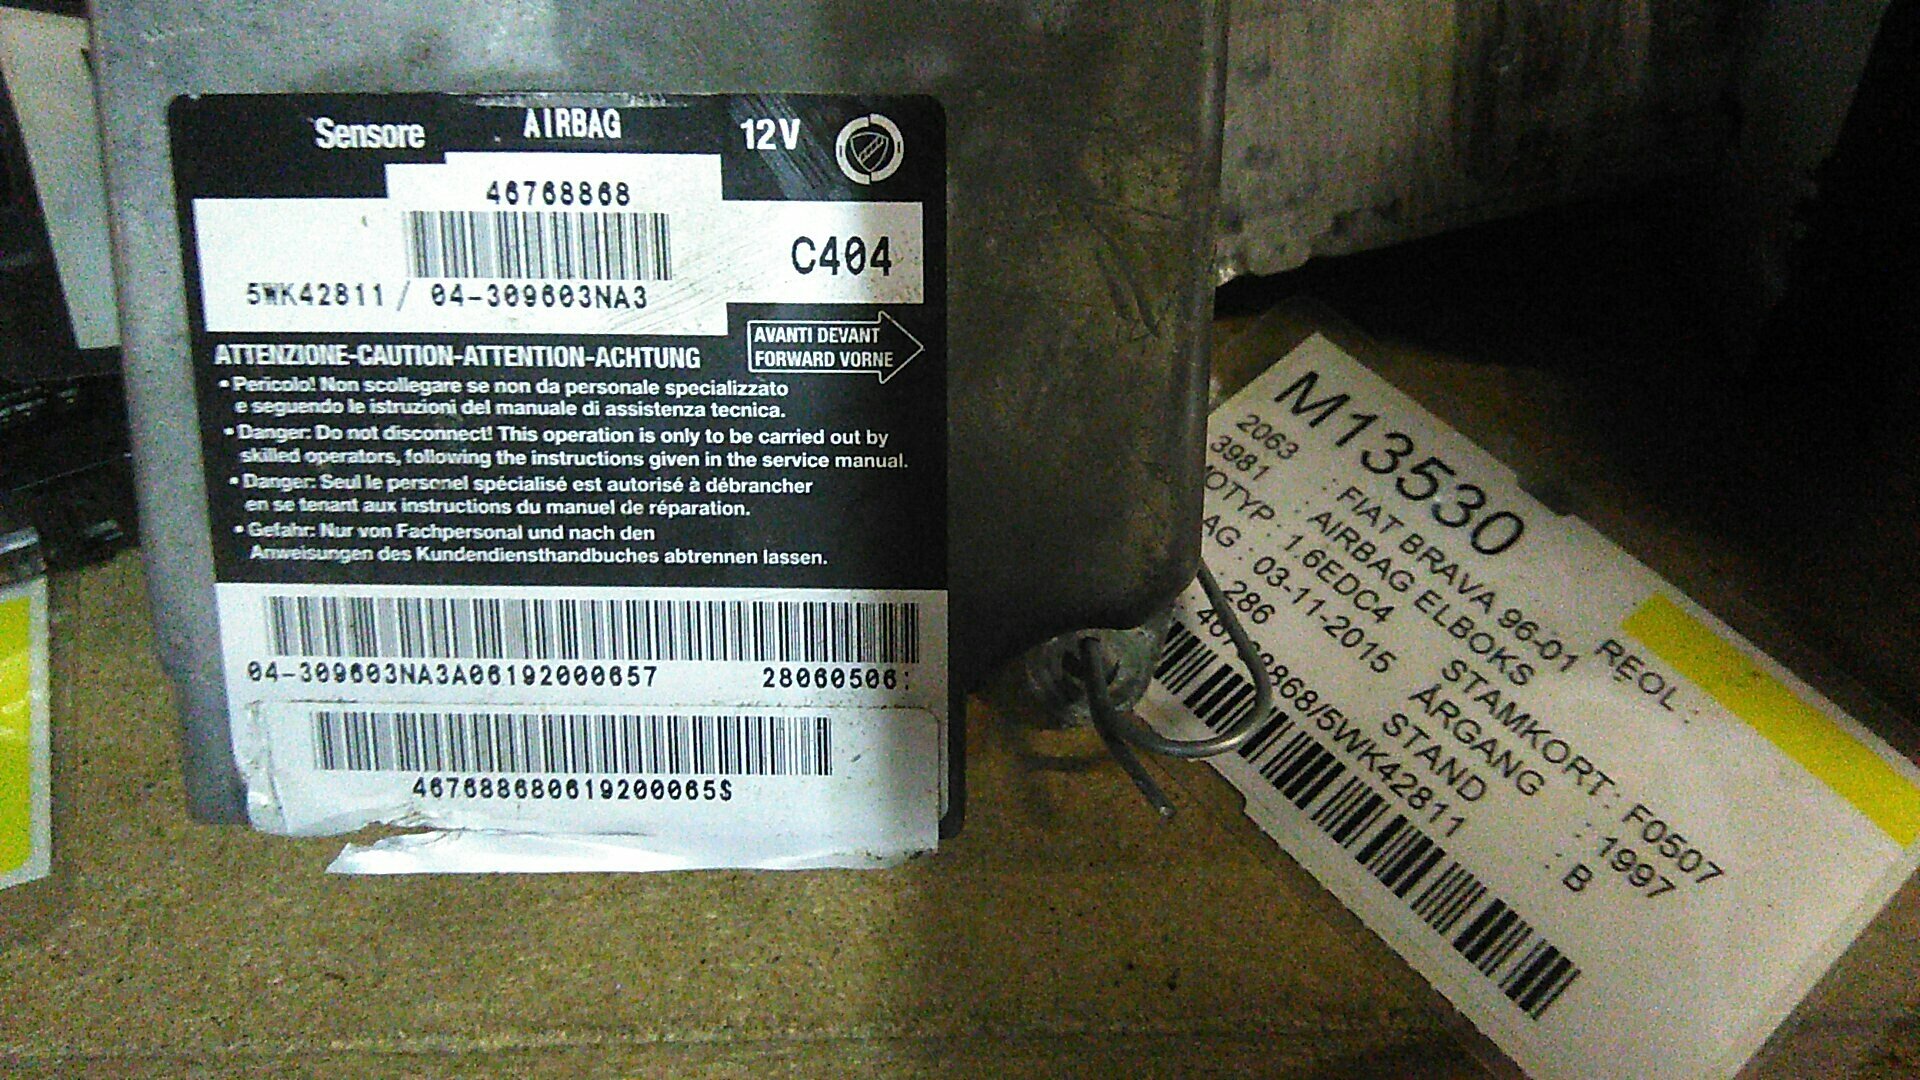 Sensore AIRBAG 12V
46768868
C404
5WK42811 / 04-309603NA3
AVANTI DEVANT
FORWARD VORNE
ATTENZIONE-CAUTION-ATTENTION-ACHTUNG
• Pericolo! Non scollegare se non da personale specializzato
e seguendo le istruzioni del manuale di assistenza tecnica.
• Danger: Do not disconnect! This operation is only to be carried out by
skilled operators, following the instructions given in the service manual.
• Danger: Seul le personel spécialisé est autorisé à débrancher
en se tenant aux instructions du manuel de réparation.
• Gefahr: Nur von Fachpersonal und nach den
Anweisungen des Kundendiensthandbuches abtrennen lassen.
04-309603NA3A06192000657 28060506:
467688680619200065S
M13530
2063 : FIAT BRAVA 96-01 REOL :
3981 : AIRBAG ELBOKS
OTYP : 1.6EDC4 STAMKORT : F0507
AG : 03-11-2015 ÅRGANG : 1997
: 286 STAND : B
868/5WK42811